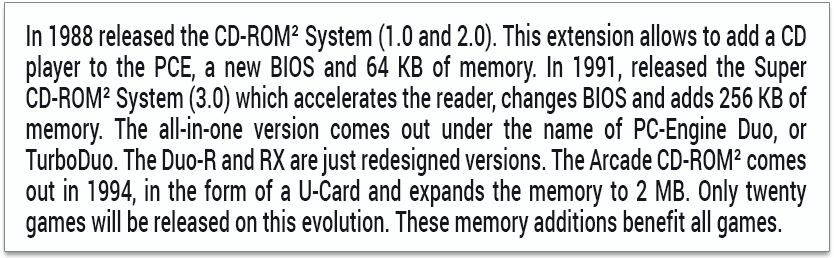 In 1988 released the CD-ROM² System (1.0 and 2.0). This extension allows to add a CD
player to the PCE, a new BIOS and 64 KB of memory. In 1991, released the Super
CD-ROM² System (3.0) which accelerates the reader, changes BIOS and adds 256 KB of
memory. The all-in-one version comes out under the name of PC-Engine Duo, or
TurboDuo. The Duo-R and RX are just redesigned versions. The Arcade CD-ROM² comes
out in 1994, in the form of a U-Card and expands the memory to 2 MB. Only twenty
games will be released on this evolution. These memory additions benefit all games.